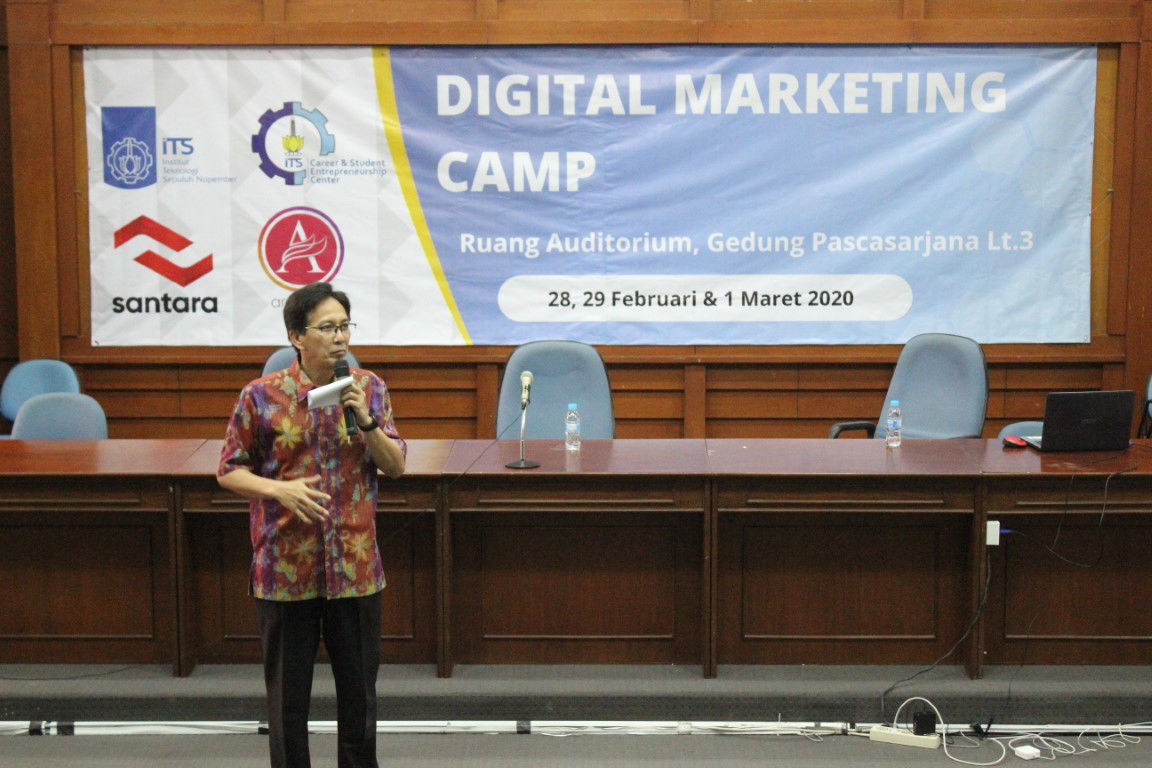 DIGITAL MARKETING
CAMP
Ruang Auditorium, Gedung Pascasarjana Lt.3
28, 29 Februari & 1 Maret 2020
iTS
Institut
Teknologi
Sepuluh Nopember
iTS
Career & Student
Entrepreneurship
Center
santara
A